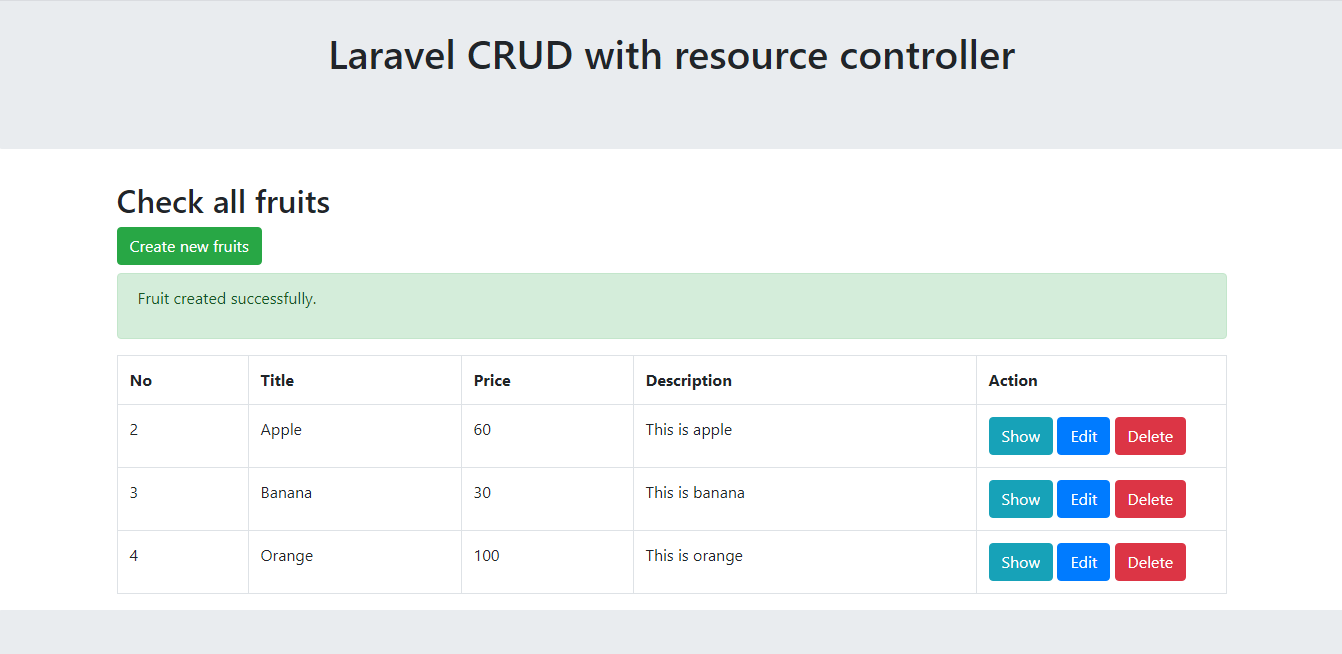 Laravel CRUD with resource controller
Check all fruits
Create new fruits
Fruit created successfully.
No Title Price Description Action
2 Apple 60 This is apple Show Edit Delete
3 Banana 30 This is banana Show Edit Delete
4 Orange 100 This is orange Show Edit Delete